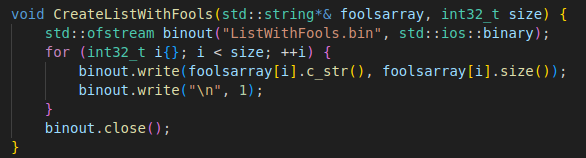 void CreateListWithFools(std::string*& foolsarray, int32_t size) {
    std::ofstream binout("ListWithFools.bin", std::ios::binary);
    for (int32_t i{}; i < size; ++i) {
        binout.write(foolsarray[i].c_str(), foolsarray[i].size());
        binout.write("\n", 1);
    }
    binout.close();
}